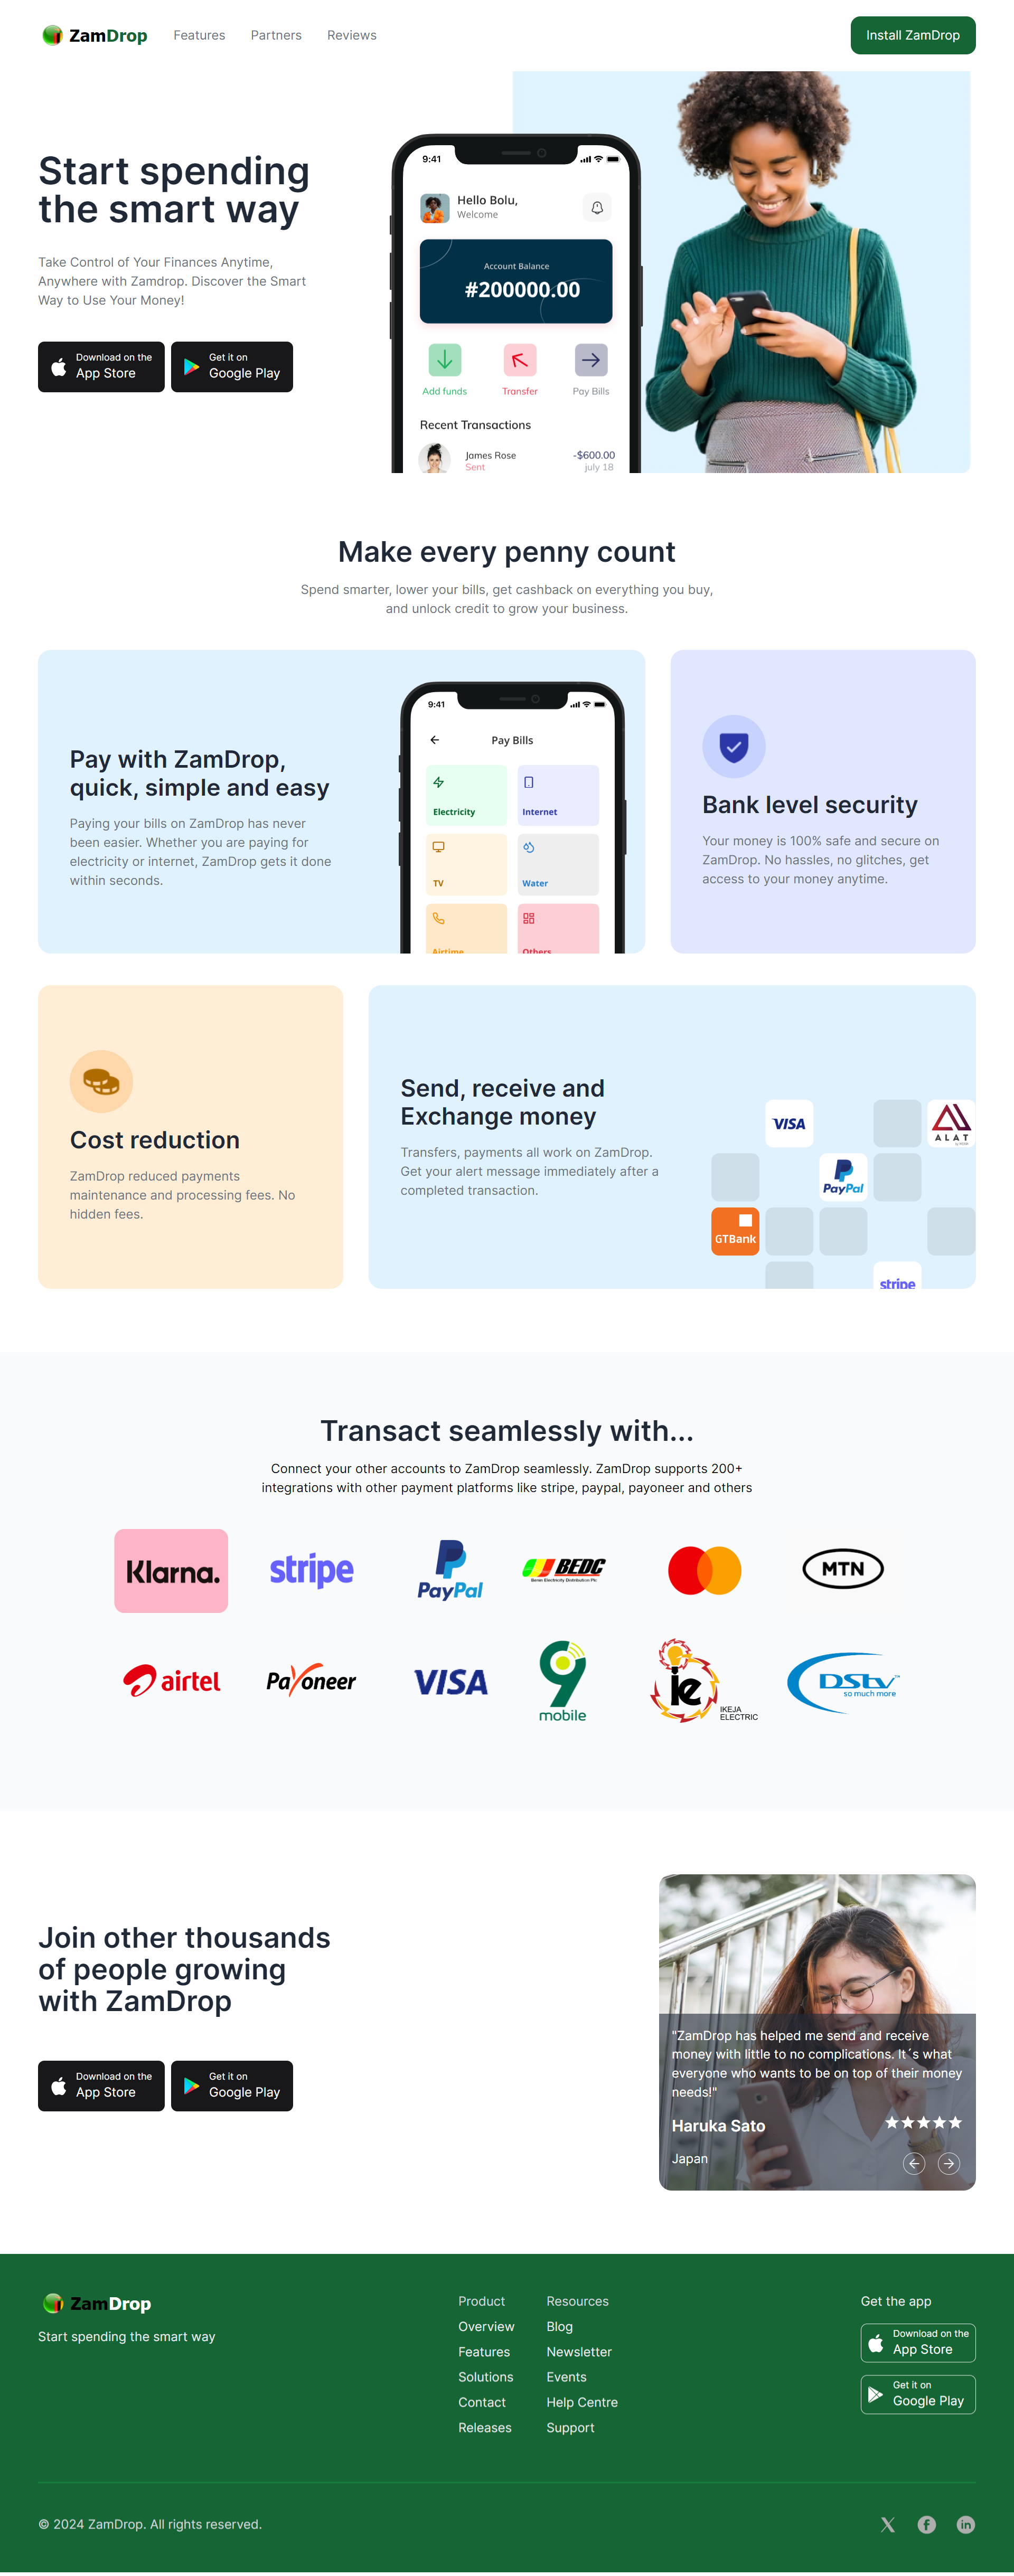 ZamDrop
Features
Partners
Reviews
Install ZamDrop
Start spending
the smart way
Take Control of Your Finances Anytime,
Anywhere with Zamdrop. Discover the Smart
Way to Use Your Money!
Download on the
App Store
Get it on
Google Play
9:41
Hello Bolu,
Welcome
Account Balance
#200000.00
Add funds
Transfer
Pay Bills
Recent Transactions
James Rose
-$600.00
Sent
july 18
Make every penny count
Spend smarter, lower your bills, get cashback on everything you buy,
and unlock credit to grow your business.
Pay with ZamDrop,
quick, simple and easy
Paying your bills on ZamDrop has never
been easier. Whether you are paying for
electricity or internet, ZamDrop gets it done
within seconds.
9:41
Pay Bills
Electricity
Internet
TV
Water
Airtime
Others
Bank level security
Your money is 100% safe and secure on
ZamDrop. No hassles, no glitches, get
access to your money anytime.
Cost reduction
ZamDrop reduced payments
maintenance and processing fees. No
hidden fees.
Send, receive and
Exchange money
Transfers, payments all work on ZamDrop.
Get your alert message immediately after a
completed transaction.
VISA
ALAT
PayPal
GTBank
stripe
Transact seamlessly with...
Connect your other accounts to ZamDrop seamlessly. ZamDrop supports 200+
integrations with other payment platforms like stripe, paypal, payoneer and others
Klarna.
stripe
PayPal
BEDC
Benin Electricity Distribution Plc
MTN
airtel
Payoneer
VISA
9
mobile
ie
IKEJA
ELECTRIC
DStv™
so much more
Join other thousands
of people growing
with ZamDrop
Download on the
App Store
Get it on
Google Play
"ZamDrop has helped me send and receive
money with little to no complications. It´s what
everyone who wants to be on top of their money
needs!"
Haruka Sato
Japan
ZamDrop
Start spending the smart way
Product
Overview
Features
Solutions
Contact
Releases
Resources
Blog
Newsletter
Events
Help Centre
Support
Get the app
Download on the
App Store
Get it on
Google Play
© 2024 ZamDrop. All rights reserved.